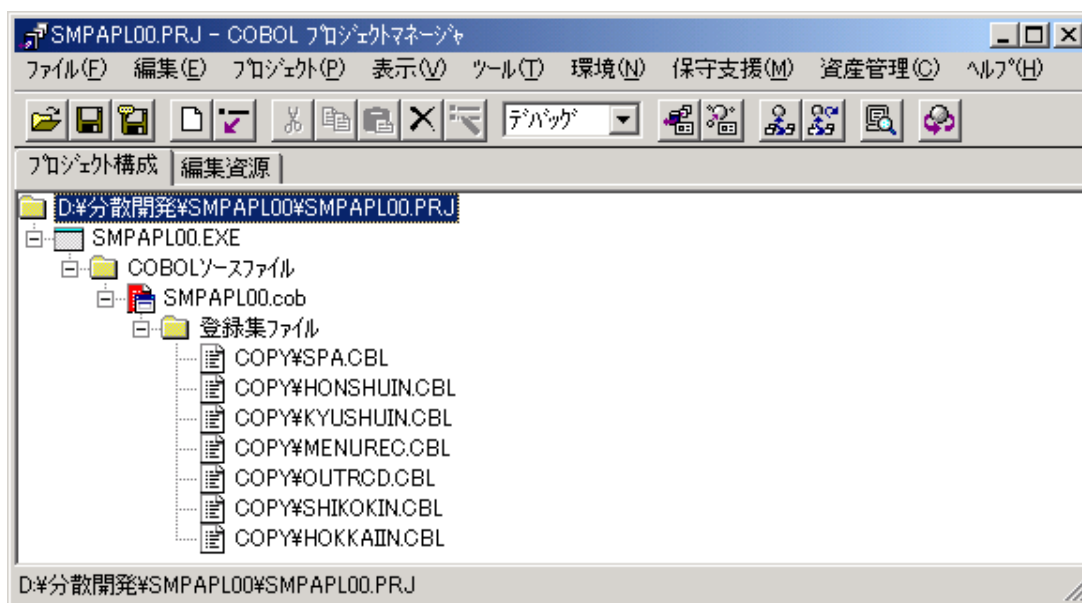 SMPAPL00.PRJ - COBOL ﾌﾟﾛｼﾞｪｸﾄﾏﾈｰｼﾞｬ
ﾌｧｲﾙ(F) 編集(E) ﾌﾟﾛｼﾞｪｸﾄ(P) 表示(V) ﾂｰﾙ(T) 環境(N) 保守支援(M) 資産管理(C) ﾍﾙﾌﾟ(H)
ﾃﾞﾊﾞｯｸﾞ
ﾌﾟﾛｼﾞｪｸﾄ構成 編集資源
D:¥分散開発¥SMPAPL00¥SMPAPL00.PRJ
SMPAPL00.EXE
COBOLｿｰｽﾌｧｲﾙ
SMPAPL00.cob
登録集ﾌｧｲﾙ
COPY¥SPA.CBL
COPY¥HONSHUIN.CBL
COPY¥KYUSHUIN.CBL
COPY¥MENUREC.CBL
COPY¥OUTRCD.CBL
COPY¥SHIKOKIN.CBL
COPY¥HOKKAIIN.CBL
D:¥分散開発¥SMPAPL00¥SMPAPL00.PRJ